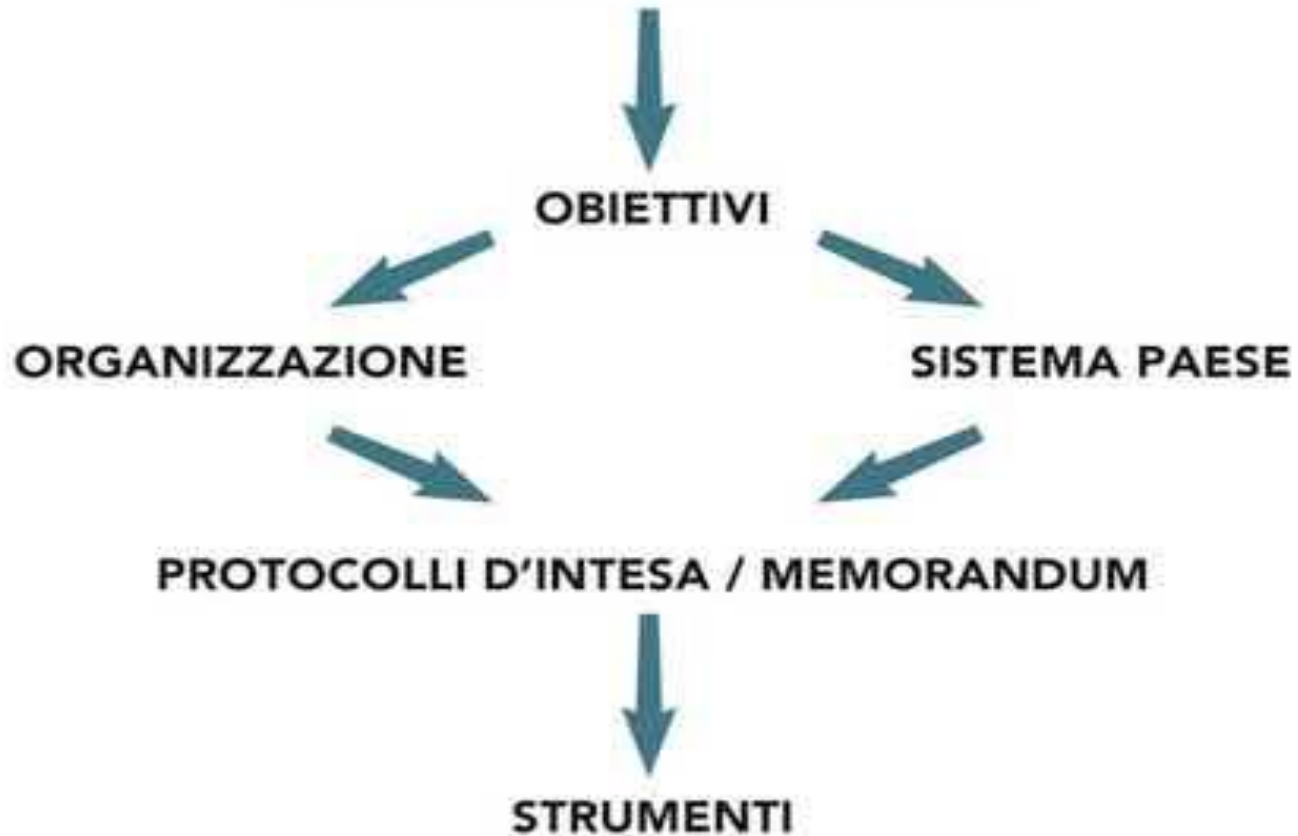 OBIETTIVI
ORGANIZZAZIONE
SISTEMA PAESE
PROTOCOLLI D'INTESA / MEMORANDUM
STRUMENTI